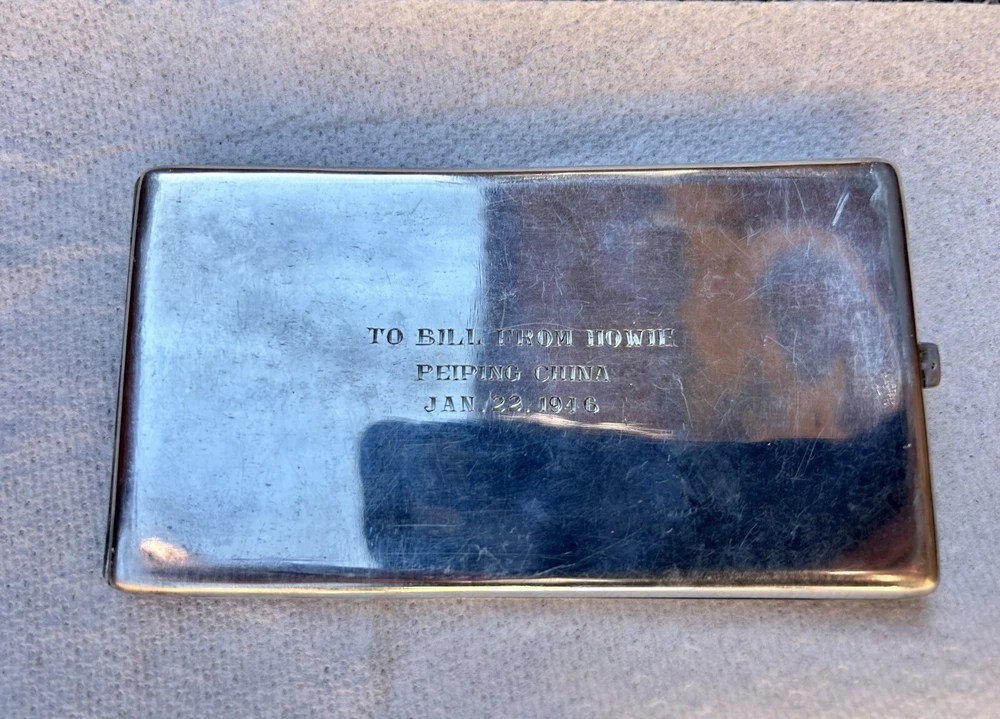 TO BILL FROM HOWIE
PEIPING CHINA
JAN. 22. 1946